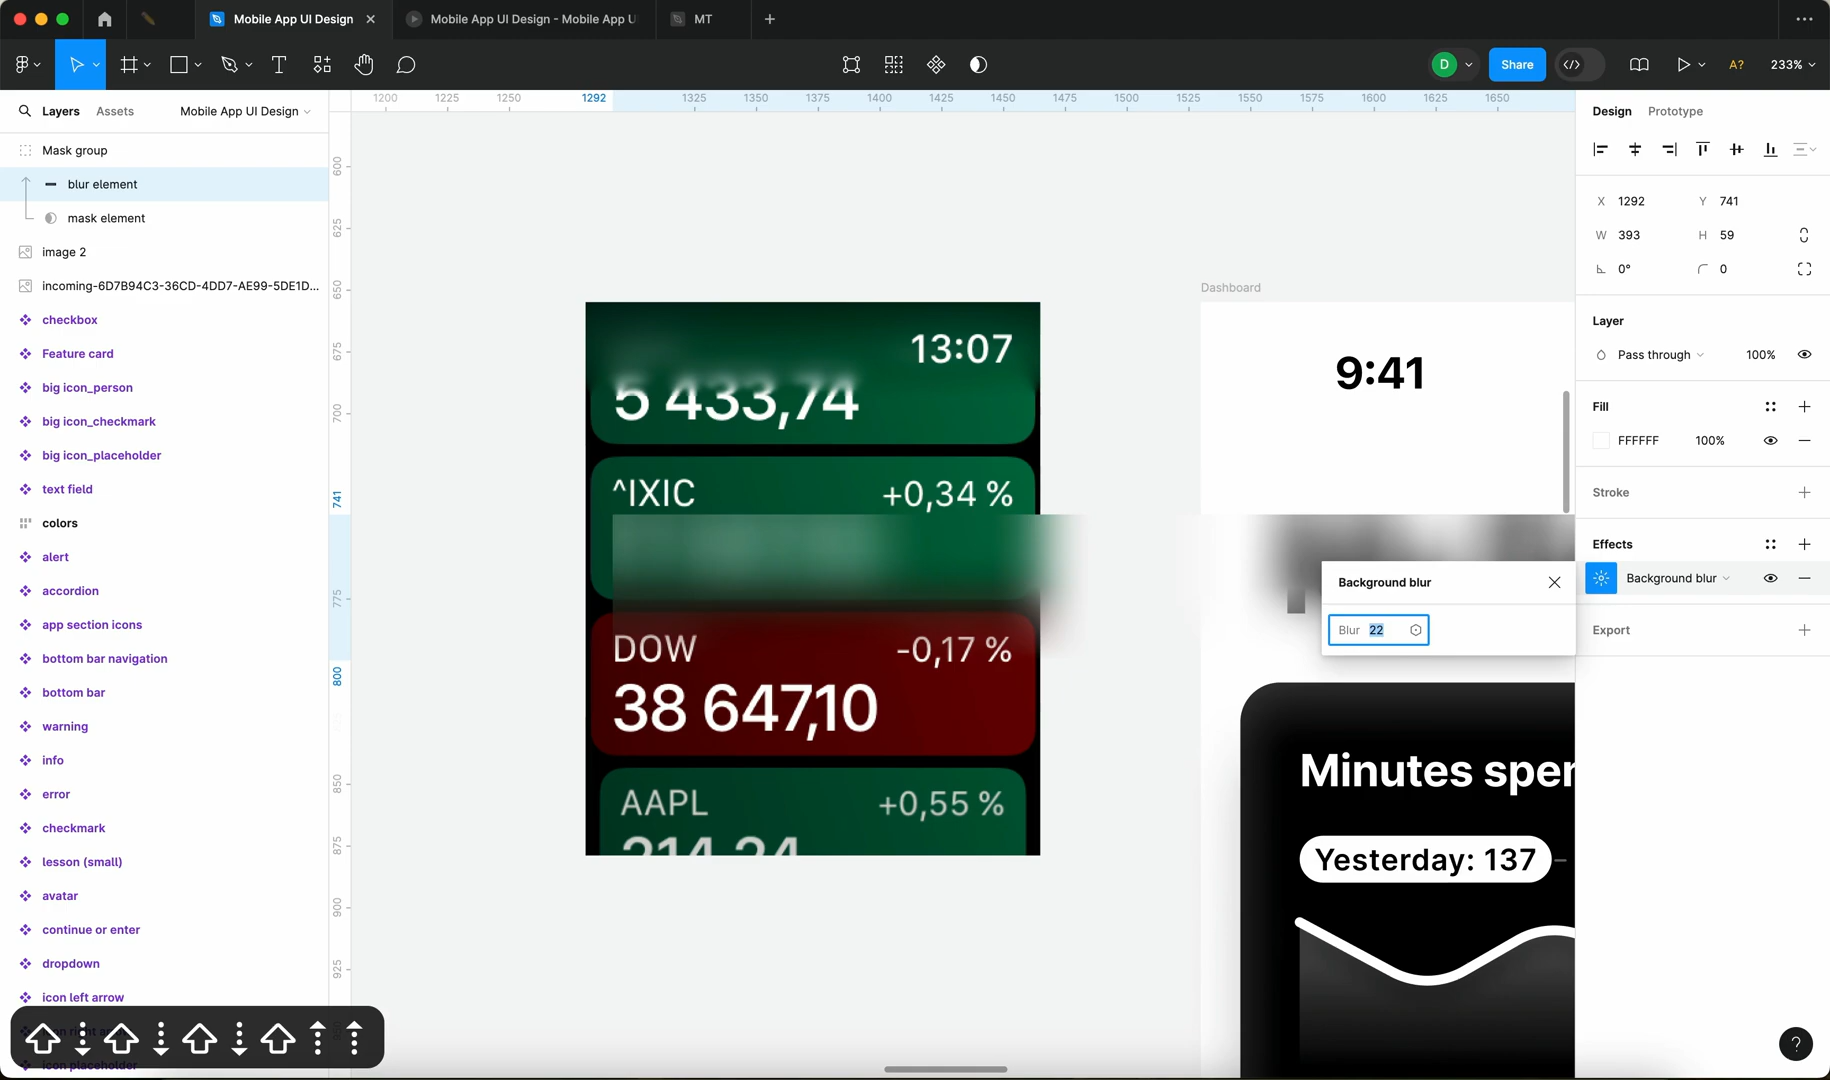 Mobile App UI Design
Mobile App UI Design - Mobile App U
MT
D
Share
A?
233%
Layers
Assets
Mobile App UI Design
1200 1225 1250 1292 1325 1350 1375 1400 1425 1450 1475 1500 1525 1550 1575 1600 1625 1650
Design
Prototype
Mask group
blur element
mask element
image 2
incoming-6D7B94C3-36CD-4DD7-AE99-5DE1D...
checkbox
Feature card
big icon_person
big icon_checkmark
big icon_placeholder
text field
colors
alert
accordion
app section icons
bottom bar navigation
bottom bar
warning
info
error
checkmark
lesson (small)
avatar
continue or enter
dropdown
icon left arrow
icon placeholder
600
625
650
675
700
741
775
800
850
875
900
925
13:07
5 433,74
^IXIC
+0,34 %
DOW
-0,17 %
38 647,10
AAPL
+0,55 %
214,24
Dashboard
9:41
Minutes spen
Yesterday: 137
Background blur
Blur 22
X 1292
Y 741
W 393
H 59
0°
0
Layer
Pass through
100%
Fill
FFFFFF
100%
Stroke
Effects
Background blur
Export
?